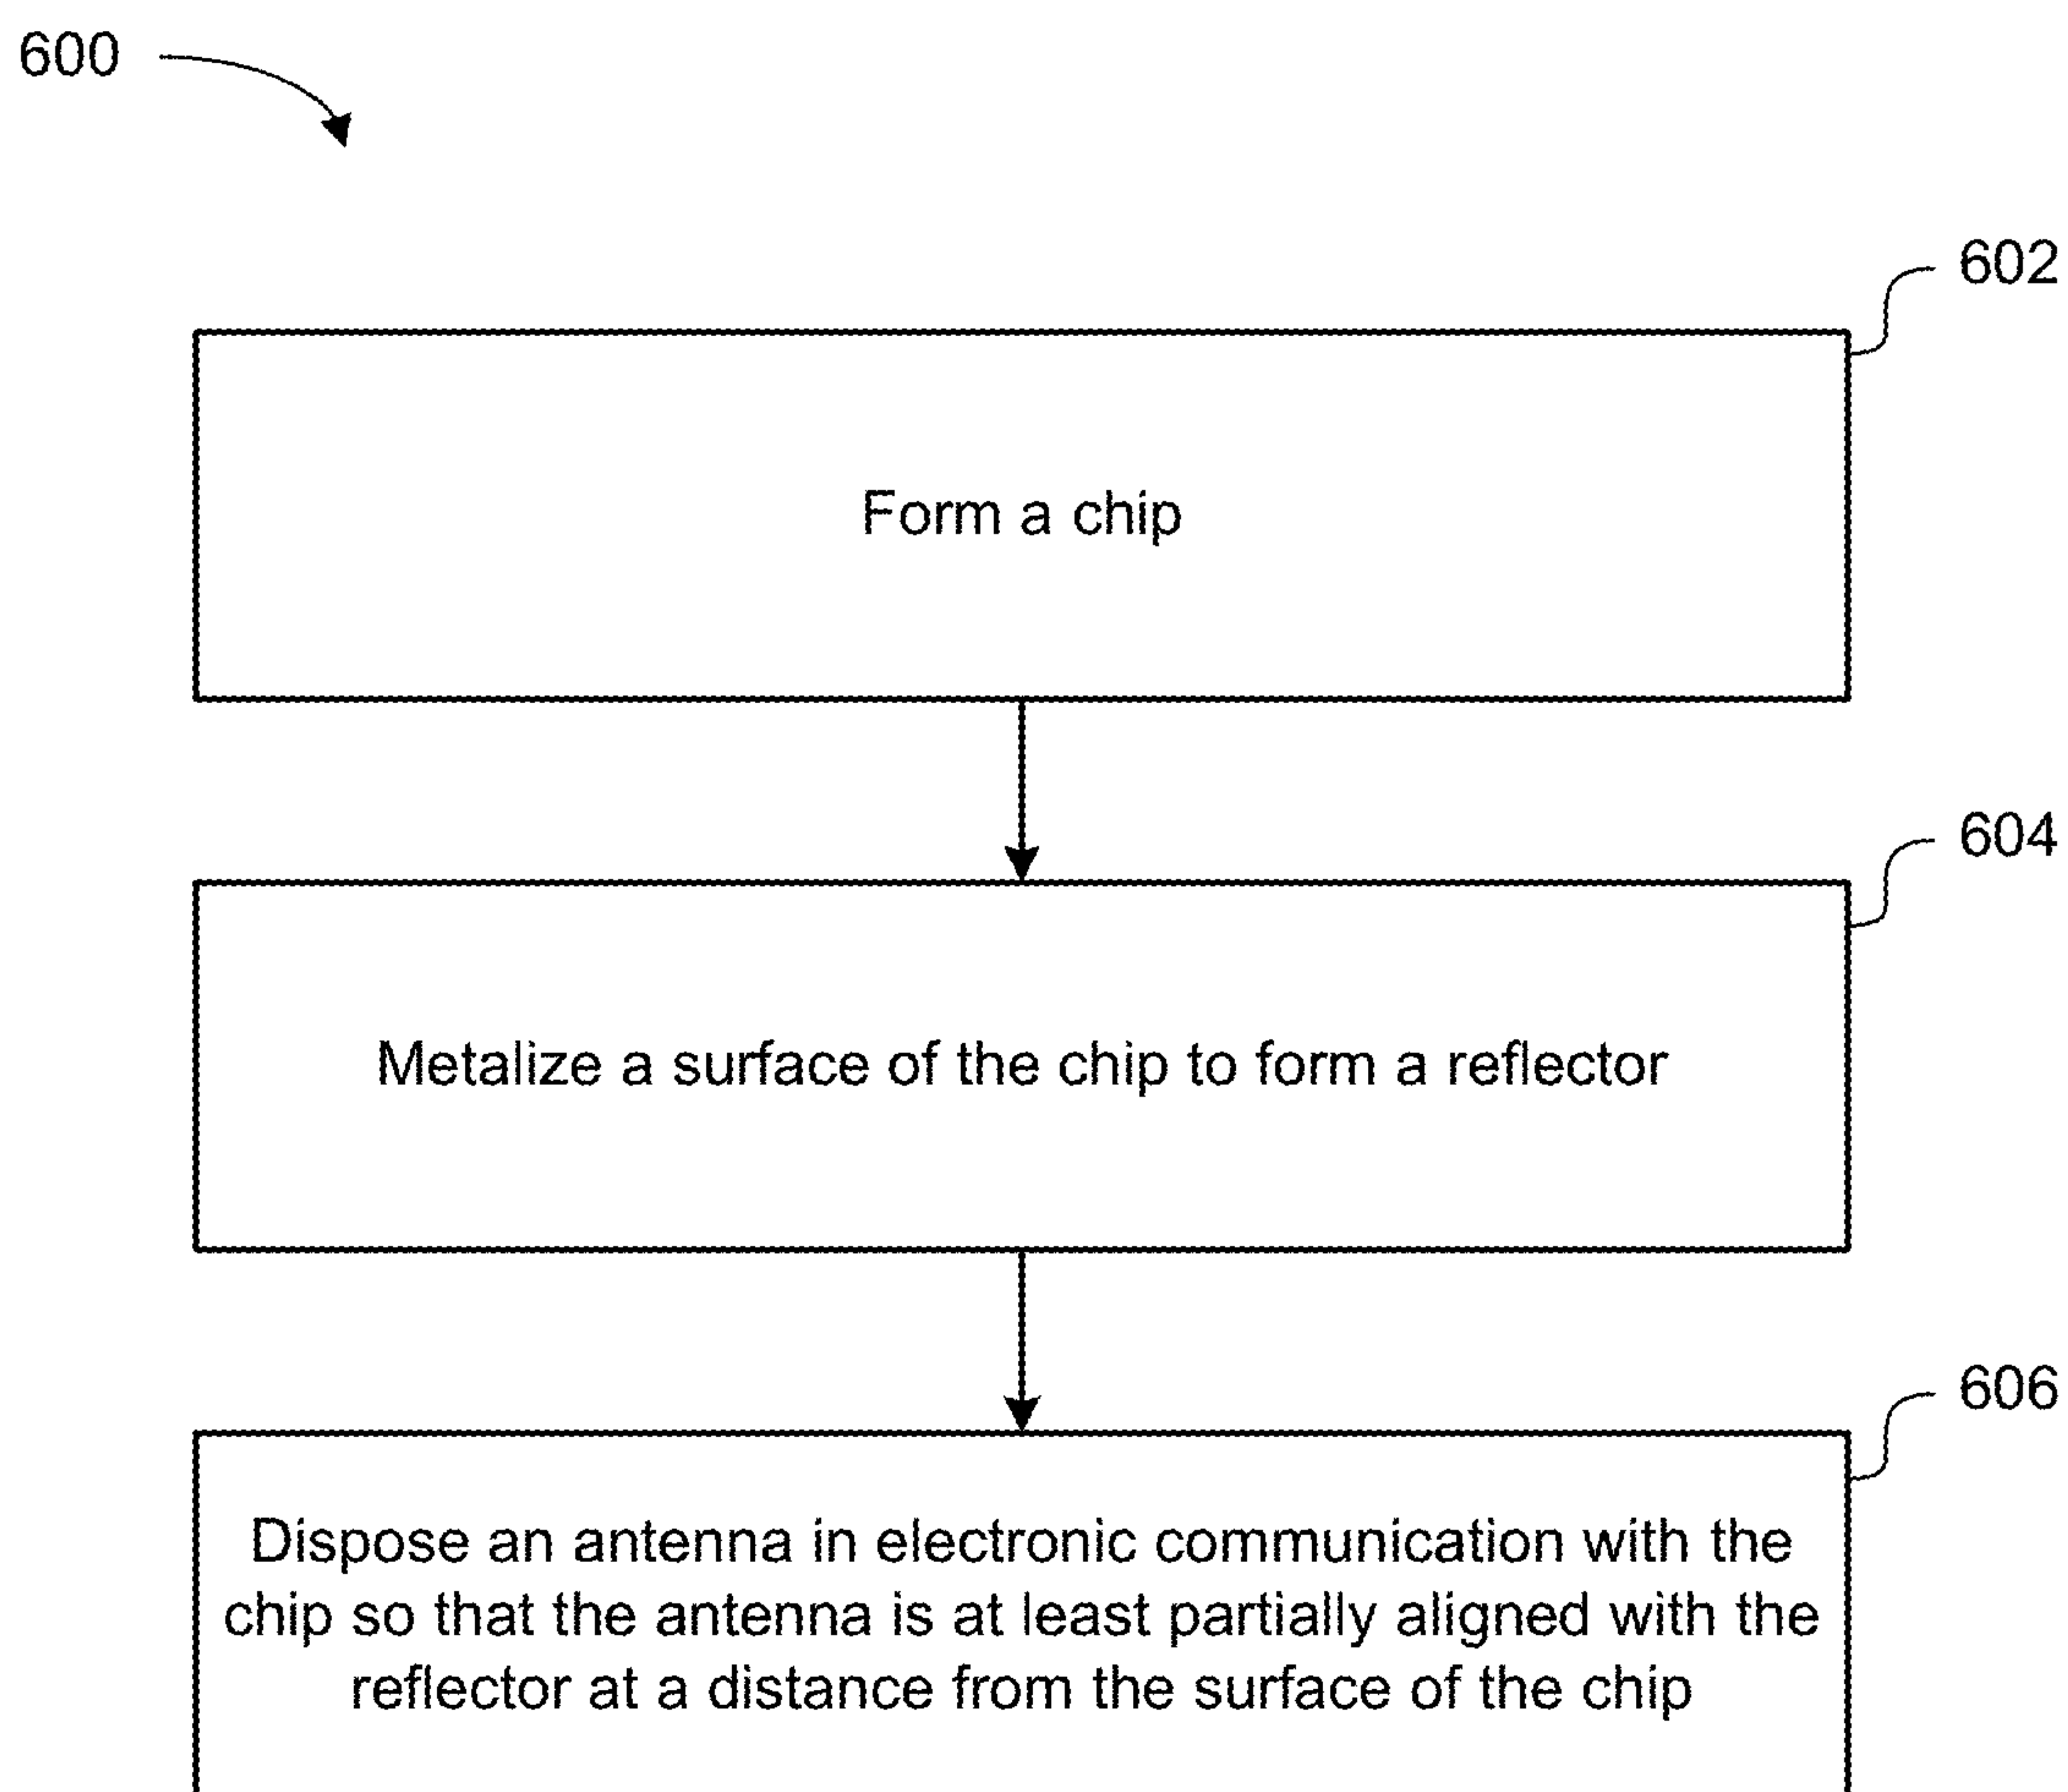 600
602
Form a chip
604
Metalize a surface of the chip to form a reflector
606
Dispose an antenna in electronic communication with the
chip so that the antenna is at least partially aligned with the
reflector at a distance from the surface of the chip